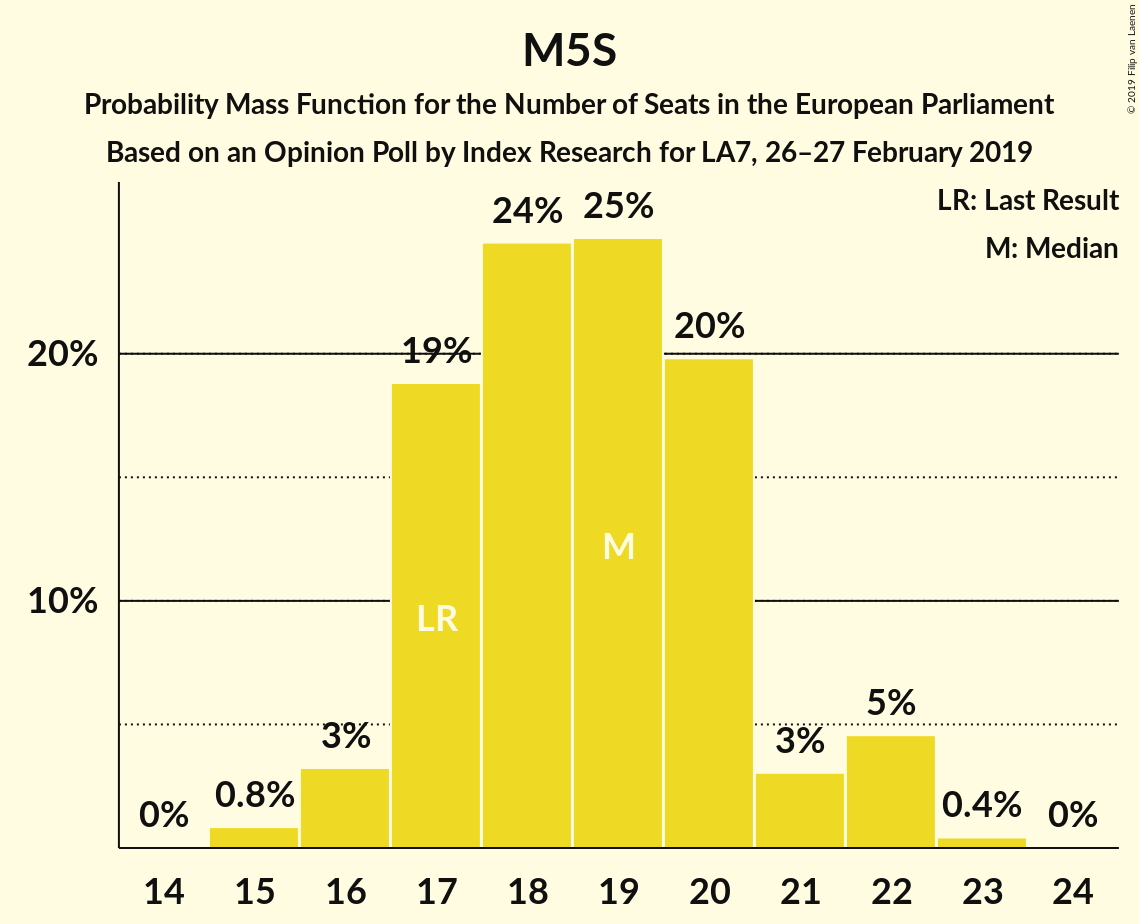 M5S
Probability Mass Function for the Number of Seats in the European Parliament
Based on an Opinion Poll by Index Research for LA7, 26–27 February 2019
© 2019 Filip van Laenen
LR: Last Result
M: Median
24% 25%
20%
19%
20%
M
10%
LR
5%
3% 3%
0.8% 0.4%
0% 0%
14 15 16 17 18 19 20 21 22 23 24